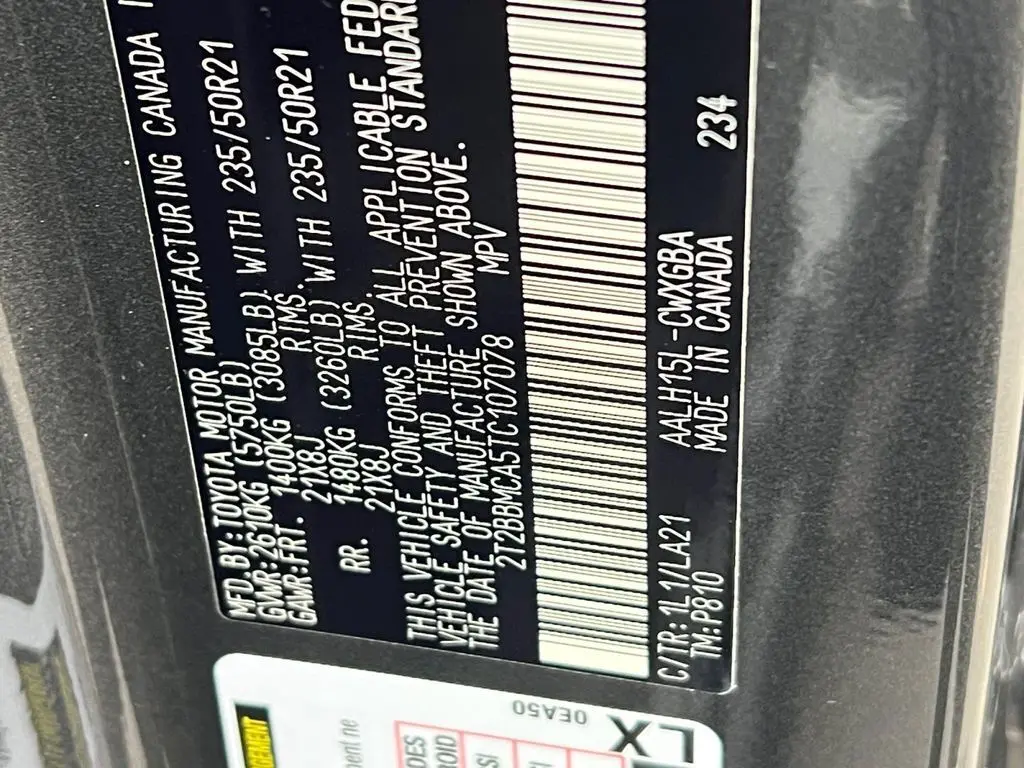 MFD. BY: TOYOTA MOTOR MANUFACTURING CANADA
GVWR: 2610KG (5750LB)
GAWR: FRT. 1400KG (3085LB) WITH 235/50R21
21X8J RIMS.
RR. 1480KG (3260LB) WITH 235/50R21
21X8J RIMS.
THIS VEHICLE CONFORMS TO ALL APPLICABLE FED
VEHICLE SAFETY AND THEFT PREVENTION STANDAR
THE DATE OF MANUFACTURE SHOWN ABOVE.
2T2BBMCA5TC107078 MPV
C/TR: 1L1/LA21 AALH15L-CWXGBA 234
TM: P810 MADE IN CANADA
0EA50